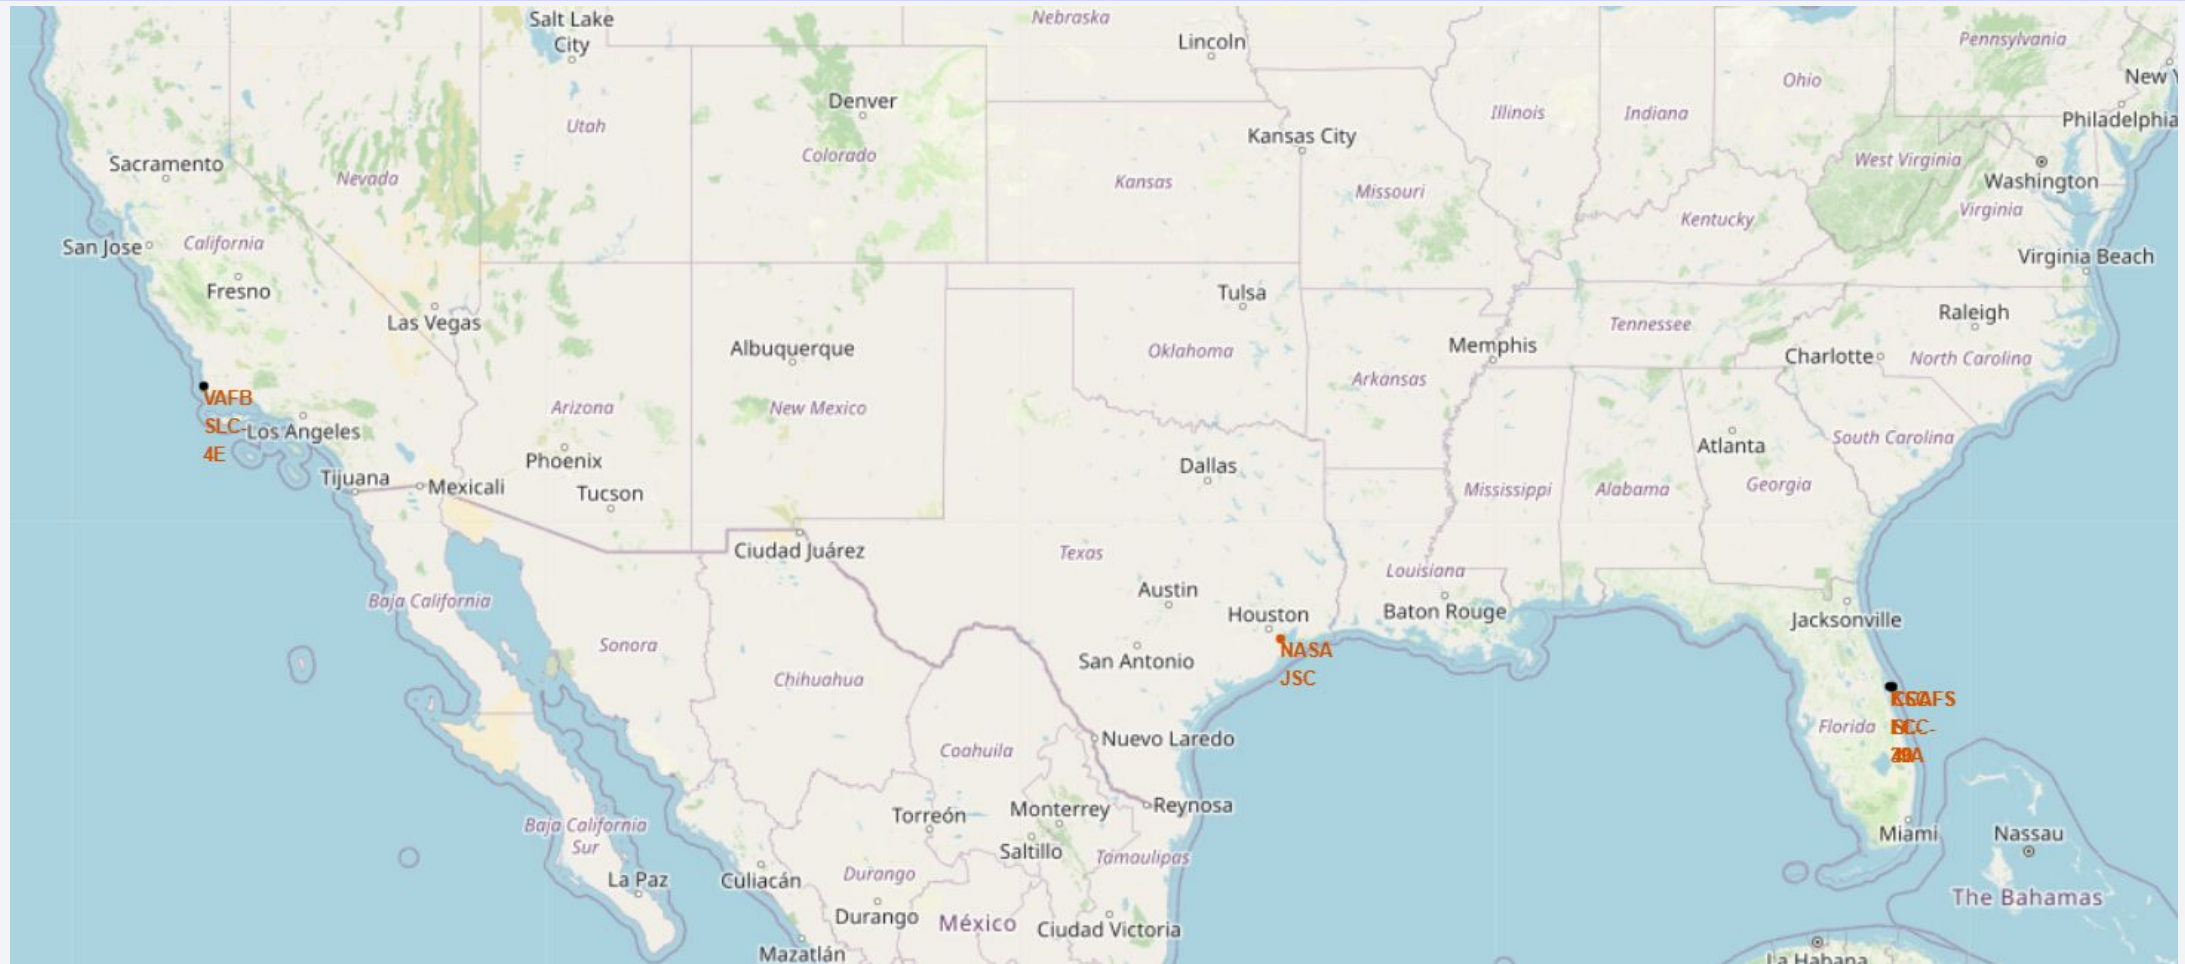 Salt Lake
City
Nebraska
Lincoln
Pennsylvania
New Y
Ohio
Denver
Illinois
Indiana
Philadelphia
Utah
Kansas City
Colorado
Sacramento
West Virginia
Nevada
Kansas
Missouri
Washington
Virginia
Kentucky
San Jose
California
Virginia Beach
Fresno
Tulsa
Las Vegas
Raleigh
Tennessee
Albuquerque
Oklahoma
Memphis
Charlotte
North Carolina
Arkansas
VAFB
SLC-
4E
Los Angeles
Arizona
New Mexico
South Carolina
Atlanta
Phoenix
Dallas
Tijuana
Mexicali
Tucson
Mississippi
Alabama
Georgia
Ciudad Juárez
Texas
Louisiana
Austin
Baja California
Houston
Baton Rouge
Jacksonville
Sonora
NASA
JSC
San Antonio
Chihuahua
Florida
Nuevo Laredo
Coahuila
Torreón
Monterrey
Reynosa
Baja California
Sur
Saltillo
Tamaulipas
Miami
Nassau
La Paz
Culiacán
Durango
The Bahamas
Durango
México
Ciudad Victoria
Mazatlán
La Habana